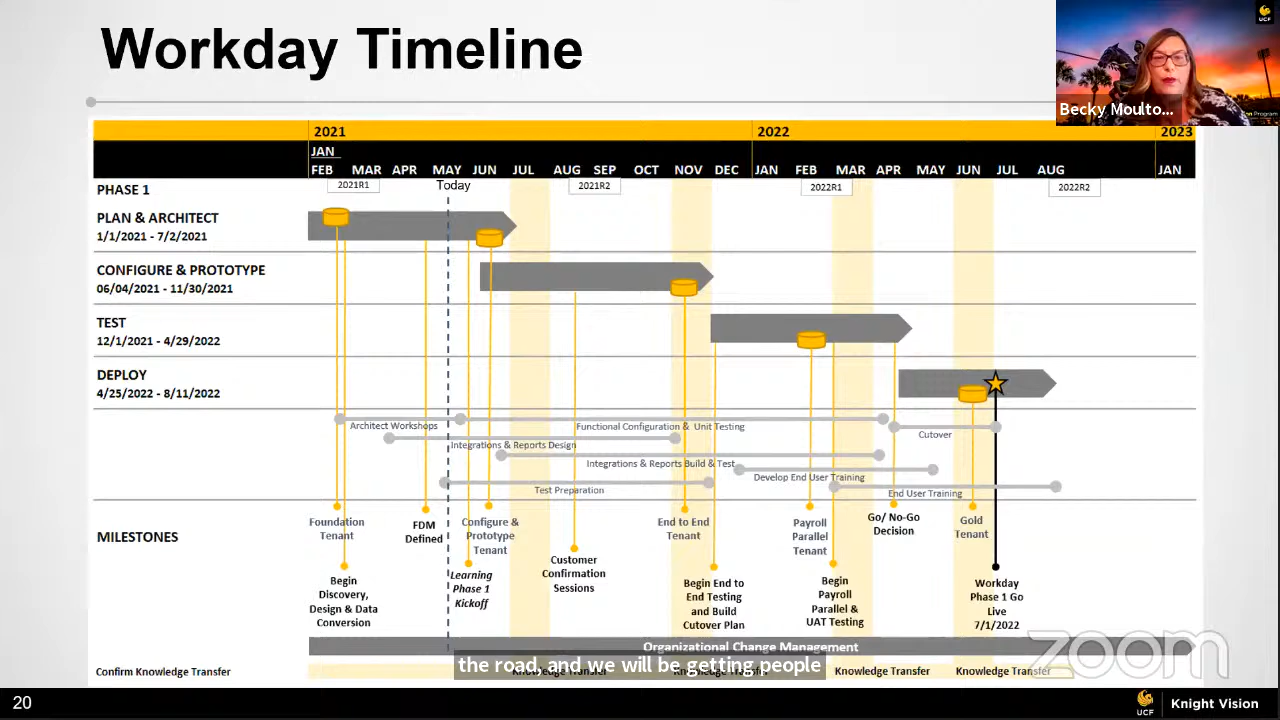 Workday Timeline
UCF
Becky Moulto...
2021
2022
2023
JAN
FEB MAR APR MAY JUN JUL AUG SEP OCT NOV DEC JAN FEB MAR APR MAY JUN JUL AUG JAN
PHASE 1
2021R1
Today
2021R2
2022R1
2022R2
PLAN & ARCHITECT
1/1/2021 - 7/2/2021
CONFIGURE & PROTOTYPE
06/04/2021 - 11/30/2021
TEST
12/1/2021 - 4/29/2022
DEPLOY
4/25/2022 - 8/11/2022
Architect Workshops
Functional Configuration & Unit Testing
Cutover
Integrations & Reports Design
Integrations & Reports Build & Test
Develop End User Training
Test Preparation
End User Training
MILESTONES
Foundation
Tenant
FDM
Defined
Configure &
Prototype
Tenant
End to End
Tenant
Payroll
Parallel
Tenant
Go/ No-Go
Decision
Gold
Tenant
Begin
Discovery,
Design & Data
Conversion
Learning
Phase 1
Kickoff
Customer
Confirmation
Sessions
Begin End to
End Testing
and Build
Cutover Plan
Begin
Payroll
Parallel &
UAT Testing
Workday
Phase 1 Go
Live
7/1/2022
Organizational Change Management
the road, and we will be getting people
Confirm Knowledge Transfer
Knowledge Transfer
Knowledge Transfer
Knowledge Transfer
Knowledge Transfer
zoom
20
UCF
Knight Vision